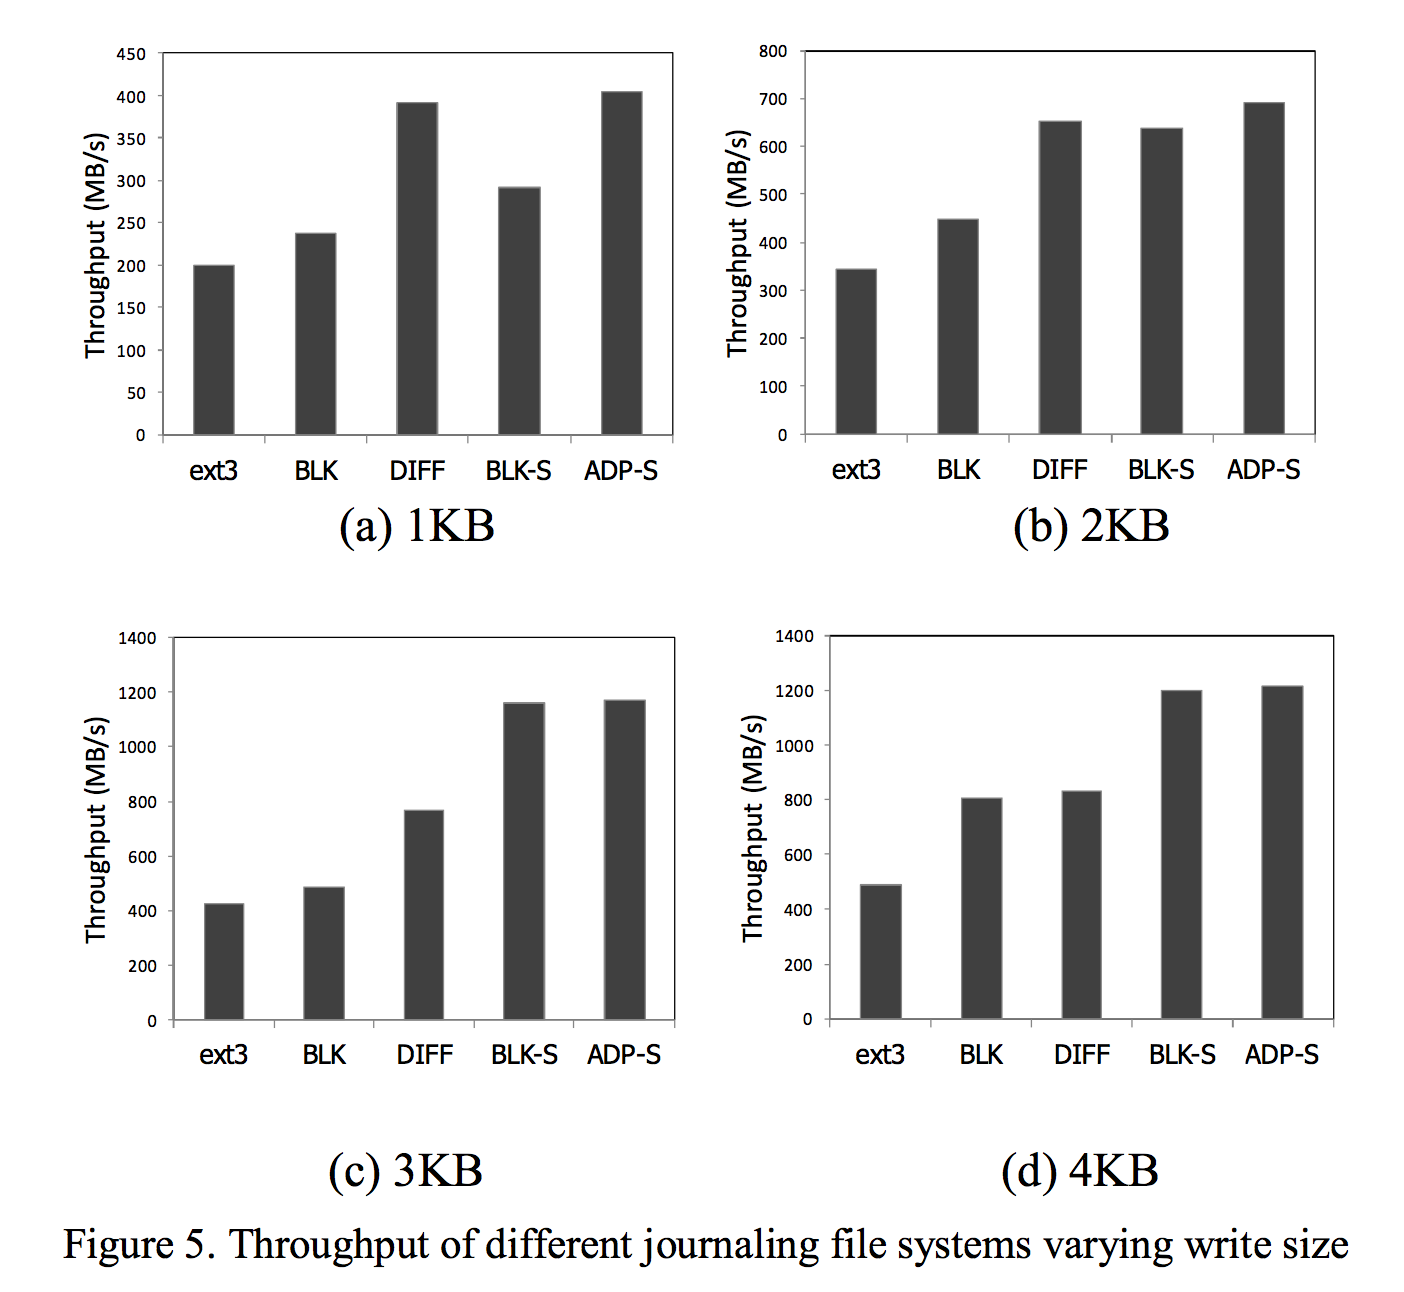 450
400
350
300
250
200
150
100
50
0
Throughput (MB/s)
ext3 BLK DIFF BLK-S ADP-S
(a) 1KB
800
700
600
500
400
300
200
100
0
Throughput (MB/s)
ext3 BLK DIFF BLK-S ADP-S
(b) 2KB
1400
1200
1000
800
600
400
200
0
Throughput (MB/s)
ext3 BLK DIFF BLK-S ADP-S
(c) 3KB
1400
1200
1000
800
600
400
200
0
Throughput (MB/s)
ext3 BLK DIFF BLK-S ADP-S
(d) 4KB
Figure 5. Throughput of different journaling file systems varying write size